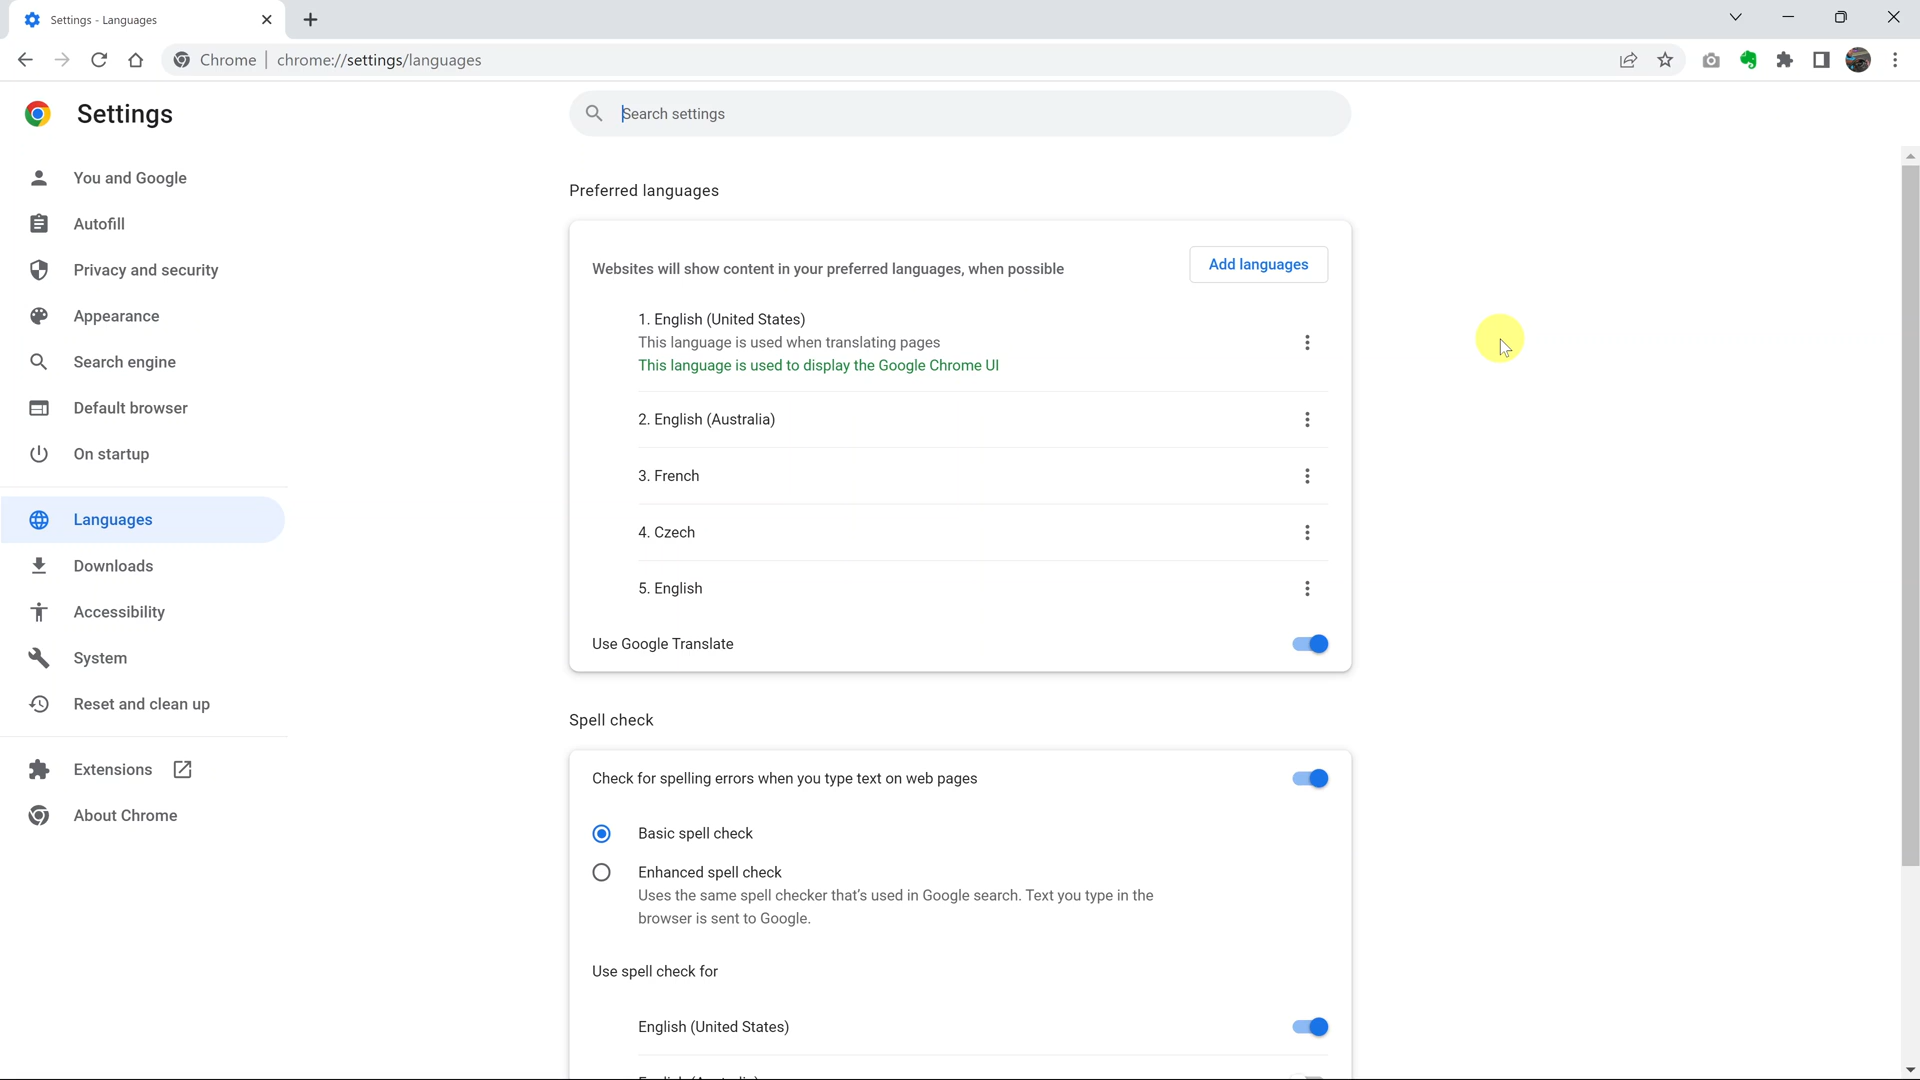 Settings - Languages
Chrome
chrome://settings/languages
Settings
Search settings
You and Google
Autofill
Privacy and security
Appearance
Search engine
Default browser
On startup
Languages
Downloads
Accessibility
System
Reset and clean up
Extensions
About Chrome
Preferred languages
Websites will show content in your preferred languages, when possible
Add languages
1. English (United States)
This language is used when translating pages
This language is used to display the Google Chrome UI
2. English (Australia)
3. French
4. Czech
5. English
Use Google Translate
Spell check
Check for spelling errors when you type text on web pages
Basic spell check
Enhanced spell check
Uses the same spell checker that's used in Google search. Text you type in the
browser is sent to Google.
Use spell check for
English (United States)